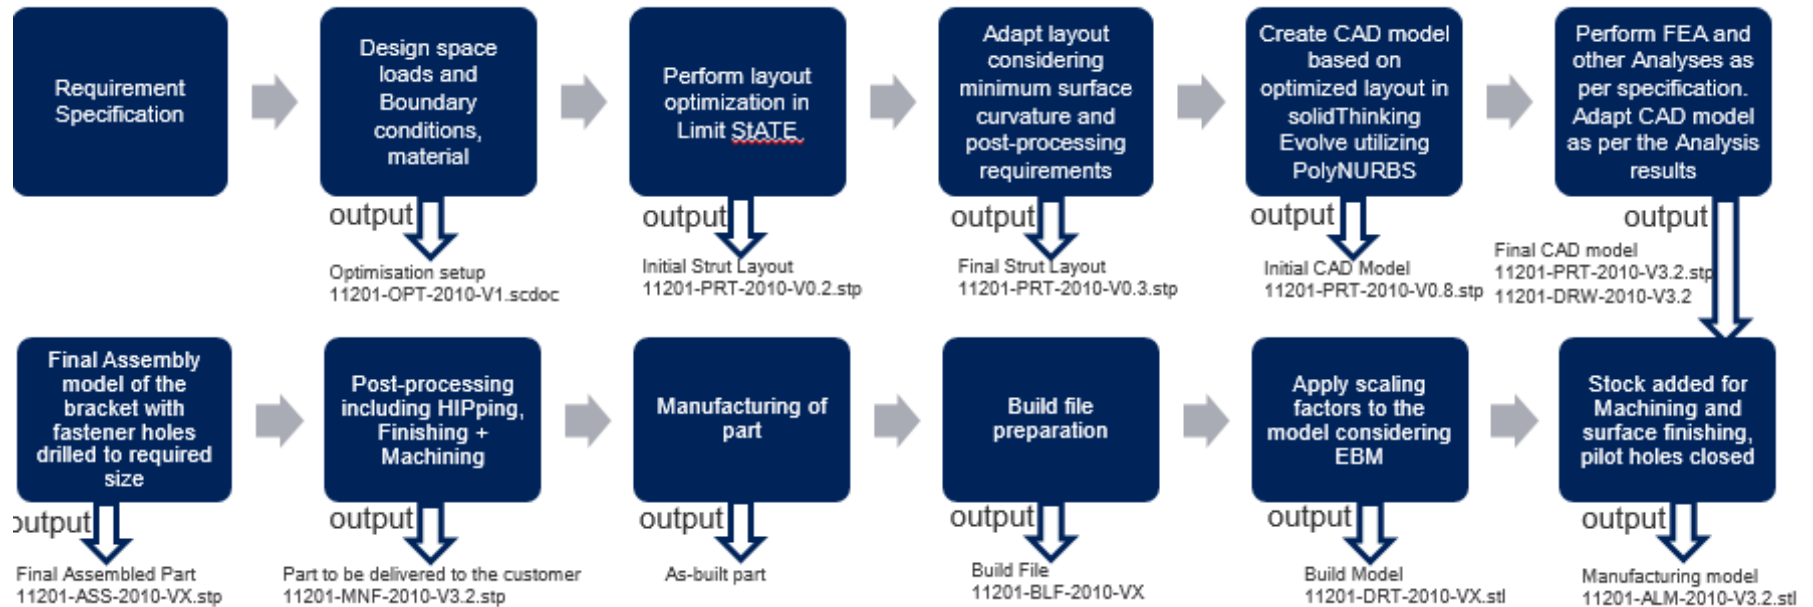 Requirement
Specification
Design space
loads and
Boundary
conditions,
material
Perform layout
optimization in
Limit StATE
Adapt layout
considering
minimum surface
curvature and
post-processing
requirements
Create CAD model
based on
optimized layout in
solidThinking
Evolve utilizing
PolyNURBS
Perform FEA and
other Analyses as
per specification.
Adapt CAD model
as per the Analysis
results
output
output
output
output
output
Optimisation setup
11201-OPT-2010-V1.scdoc
Initial Strut Layout
11201-PRT-2010-V0.2.stp
Final Strut Layout
11201-PRT-2010-V0.3.stp
Initial CAD Model
11201-PRT-2010-V0.8.stp
Final CAD model
11201-PRT-2010-V3.2.stp
11201-DRW-2010-V3.2
Final Assembly
model of the
bracket with
fastener holes
drilled to required
size
Post-processing
including HIPping,
Finishing +
Machining
Manufacturing of
part
Build file
preparation
Apply scaling
factors to the
model considering
EBM
Stock added for
Machining and
surface finishing,
pilot holes closed
output
output
output
output
output
output
Final Assembled Part
11201-ASS-2010-VX.stp
Part to be delivered to the customer
11201-MNF-2010-V3.2.stp
As-built part
Build File
11201-BLF-2010-VX
Build Model
11201-DRT-2010-VX.stl
Manufacturing model
11201-ALM-2010-V3.2.stl